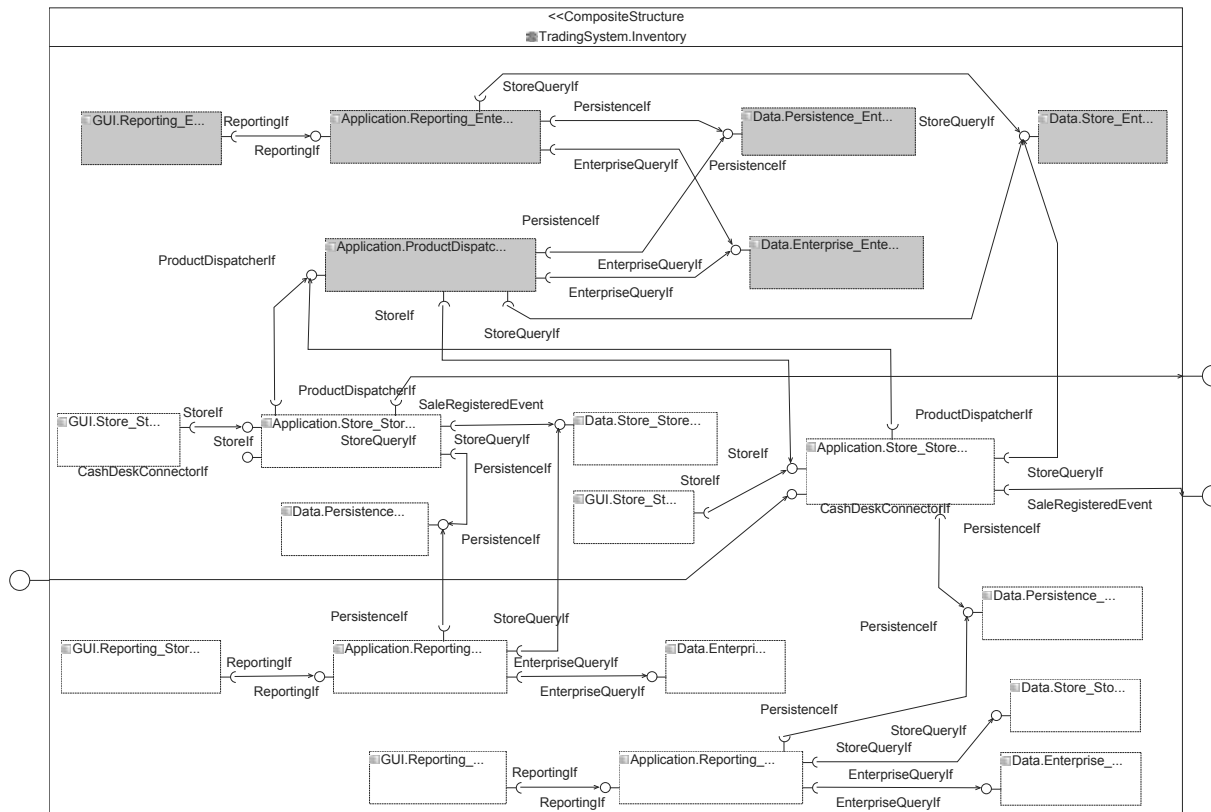 <<CompositeStructure
TradingSystem.Inventory
StoreQueryIf
PersistenceIf
GUI.Reporting_E...
ReportingIf
ReportingIf
Application.Reporting_Ente...
Data.Persistence_Ent...
StoreQueryIf
Data.Store_Ent...
EnterpriseQueryIf
PersistenceIf
PersistenceIf
ProductDispatcherIf
Application.ProductDispatc...
Data.Enterprise_Ente...
EnterpriseQueryIf
EnterpriseQueryIf
StoreIf
StoreQueryIf
ProductDispatcherIf
SaleRegisteredEvent
ProductDispatcherIf
GUI.Store_St...
StoreIf
StoreIf
Application.Store_Stor...
StoreQueryIf
StoreQueryIf
Data.Store_Store...
CashDeskConnectorIf
PersistenceIf
StoreIf
StoreIf
Application.Store_Store...
StoreQueryIf
GUI.Store_St...
CashDeskConnectorIf
SaleRegisteredEvent
Data.Persistence...
PersistenceIf
PersistenceIf
Data.Persistence_...
PersistenceIf
StoreQueryIf
PersistenceIf
GUI.Reporting_Stor...
ReportingIf
ReportingIf
Application.Reporting...
EnterpriseQueryIf
EnterpriseQueryIf
Data.Enterpri...
Data.Store_Sto...
PersistenceIf
StoreQueryIf
StoreQueryIf
GUI.Reporting_...
ReportingIf
ReportingIf
Application.Reporting_...
EnterpriseQueryIf
EnterpriseQueryIf
Data.Enterprise_...